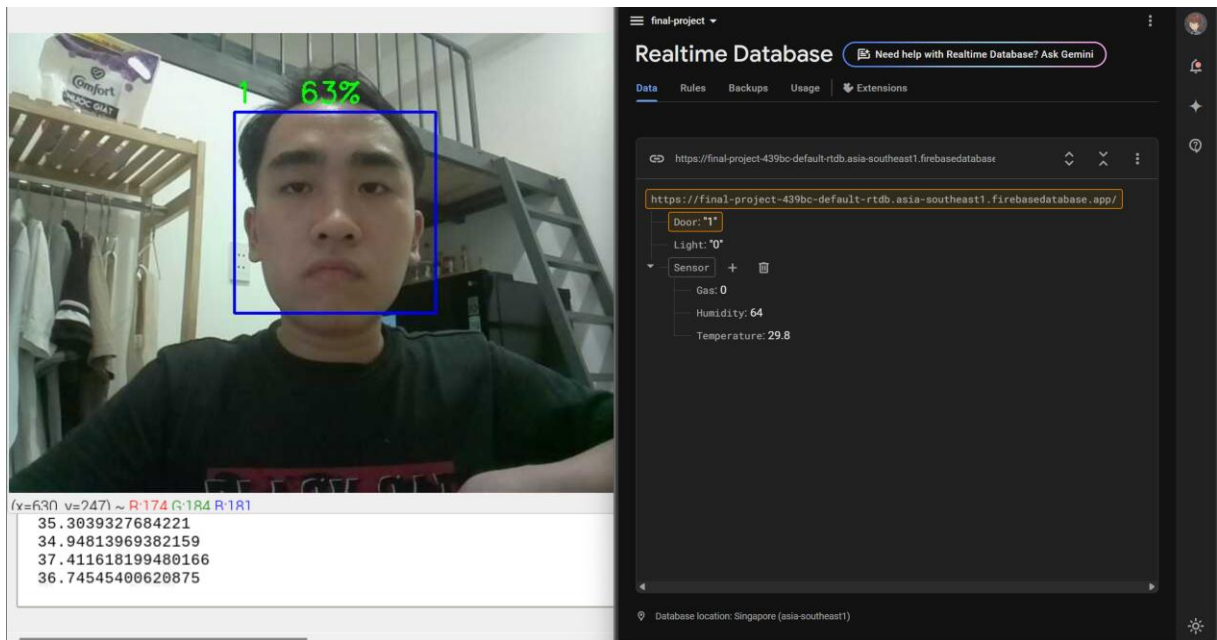 Comfort
NƯỚC GIẶT
1 63%
(x=630, y=247) ~ R:174 G:184 B:181
35.3039327684221
34.94813969382159
37.411618199480166
36.74545400620875
final-project
Realtime Database
Need help with Realtime Database? Ask Gemini
Data Rules Backups Usage Extensions
https://final-project-439bc-default-rtdb.asia-southeast1.firebasedatabase
https://final-project-439bc-default-rtdb.asia-southeast1.firebasedatabase.app/
Door: "1"
Light: "0"
Sensor
Gas: 0
Humidity: 64
Temperature: 29.8
Database location: Singapore (asia-southeast1)